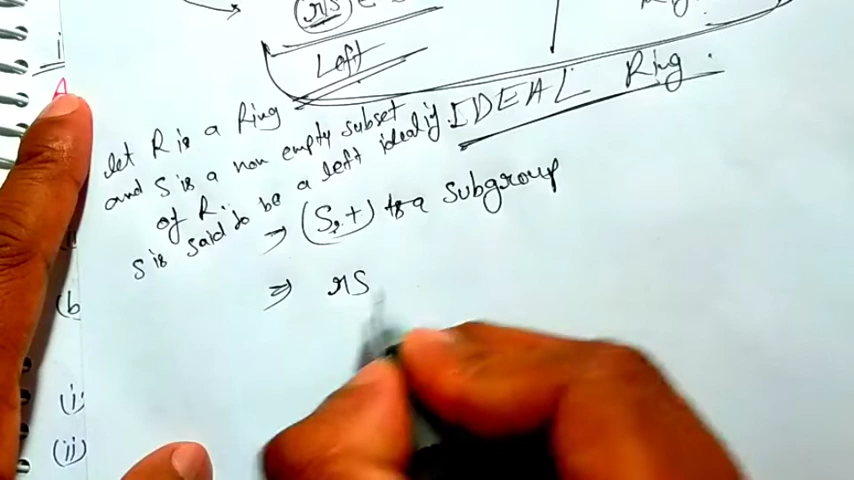 rs ∈
Left
IDEAL Ring.
i
A
let R is a Ring
and S is a non empty subset
of R.
S is said to be a left ideal if.
→ (S, +) is a subgroup
⇒ rs
(b
(i)
(ii)